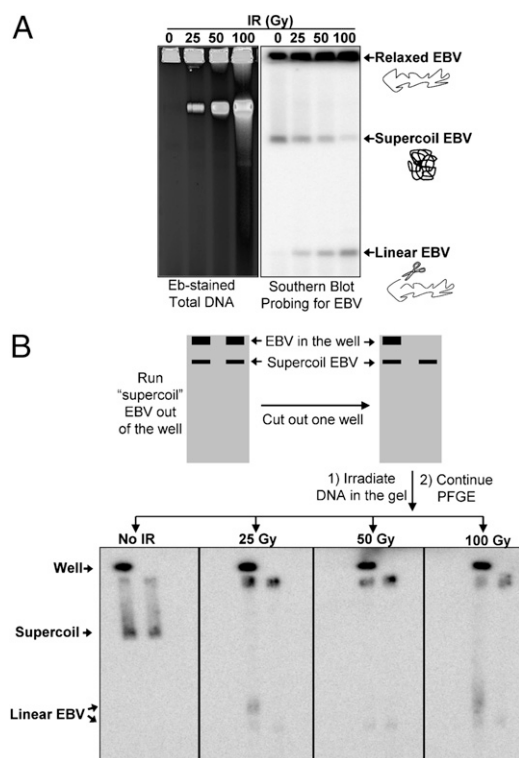 A
IR (Gy)
0 25 50 100 0 25 50 100
Relaxed EBV
Supercoil EBV
Linear EBV
Eb-stained
Total DNA
Southern Blot
Probing for EBV
B
EBV in the well
Supercoil EBV
Run
"supercoil"
EBV out
of the well
Cut out one well
1) Irradiate
DNA in the gel
2) Continue
PFGE
No IR 25 Gy 50 Gy 100 Gy
Well
Supercoil
Linear EBV